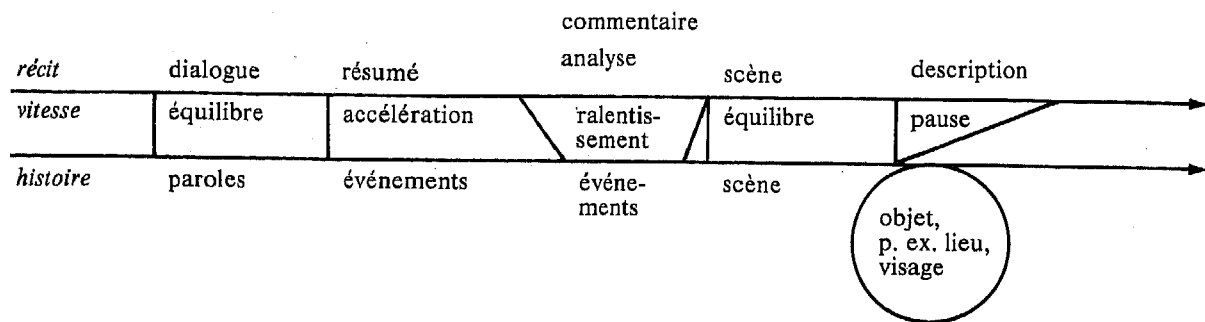 commentaire
analyse
récit dialogue résumé scène description
vitesse équilibre accélération ralentis-
sement équilibre pause
histoire paroles événements événe-
ments scène
objet,
p. ex. lieu,
visage